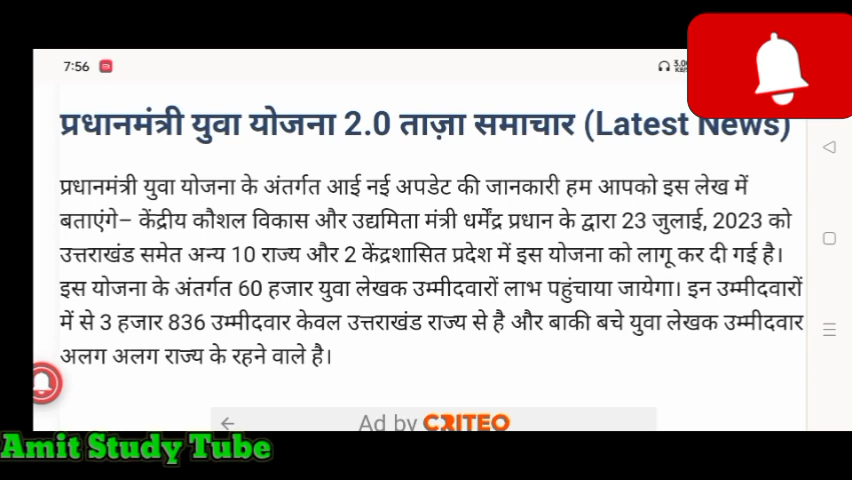 7:56
3.00
KB/S
प्रधानमंत्री युवा योजना 2.0 ताज़ा समाचार (Latest News)
प्रधानमंत्री युवा योजना के अंतर्गत आई नई अपडेट की जानकारी हम आपको इस लेख में
बताएंगे– केंद्रीय कौशल विकास और उद्यमिता मंत्री धर्मेंद्र प्रधान के द्वारा 23 जुलाई, 2023 को
उत्तराखंड समेत अन्य 10 राज्य और 2 केंद्रशासित प्रदेश में इस योजना को लागू कर दी गई है।
इस योजना के अंतर्गत 60 हजार युवा लेखक उम्मीदवारों लाभ पहुंचाया जायेगा। इन उम्मीदवारों
में से 3 हजार 836 उम्मीदवार केवल उत्तराखंड राज्य से है और बाकी बचे युवा लेखक उम्मीदवार
अलग अलग राज्य के रहने वाले है।
Ad by CRITEO
Amit Study Tube